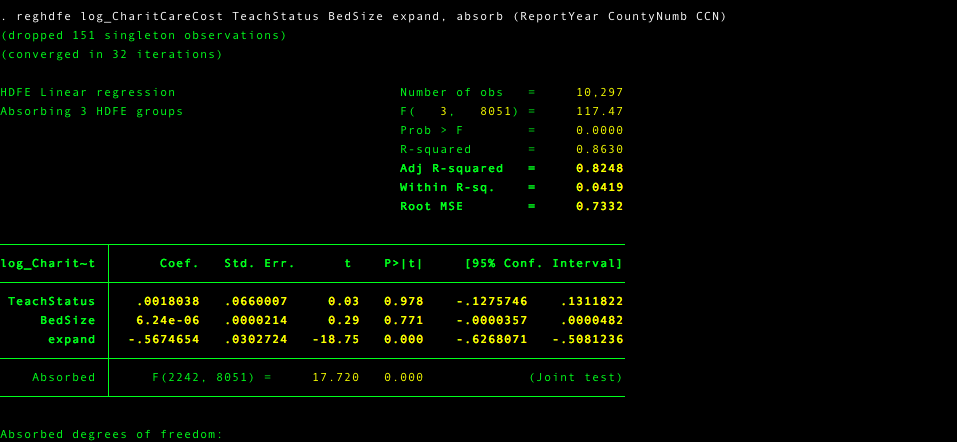 . reghdfe log_CharitCareCost TeachStatus BedSize expand, absorb (ReportYear CountyNumb CCN)
(dropped 151 singleton observations)
(converged in 32 iterations)
HDFE Linear regression Number of obs = 10,297
Absorbing 3 HDFE groups F( 3, 8051) = 117.47
Prob > F = 0.0000
R-squared = 0.8630
Adj R-squared = 0.8248
Within R-sq. = 0.0419
Root MSE = 0.7332
log_Charit~t Coef. Std. Err. t P>|t| [95% Conf. Interval]
TeachStatus .0018038 .0660007 0.03 0.978 -.1275746 .1311822
BedSize 6.24e-06 .0000214 0.29 0.771 -.0000357 .0000482
expand -.5674654 .0302724 -18.75 0.000 -.6268071 -.5081236
Absorbed F(2242, 8051) = 17.720 0.000 (Joint test)
Absorbed degrees of freedom: